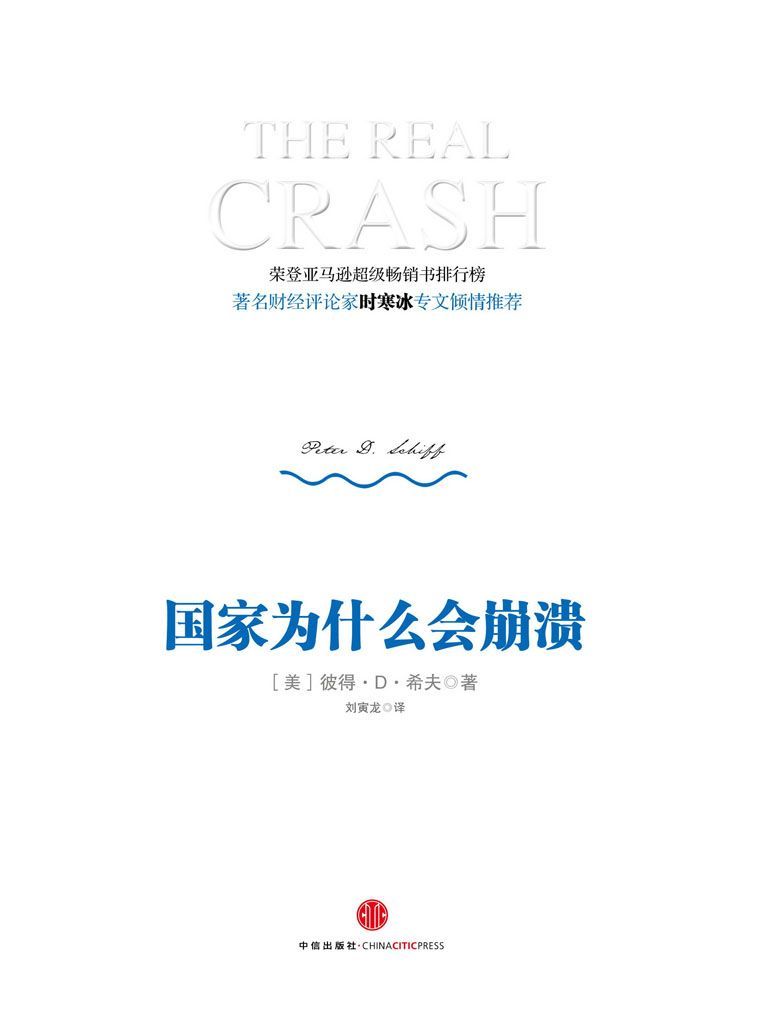 THE REAL
CRASH
荣登亚马逊超级畅销书排行榜
著名财经评论家时寒冰专文倾情推荐
Peter D. Schiff
国家为什么会崩溃
［美］彼得·D·希夫◎著
刘寅龙◎译
中信出版社·CHINACITICPRESS